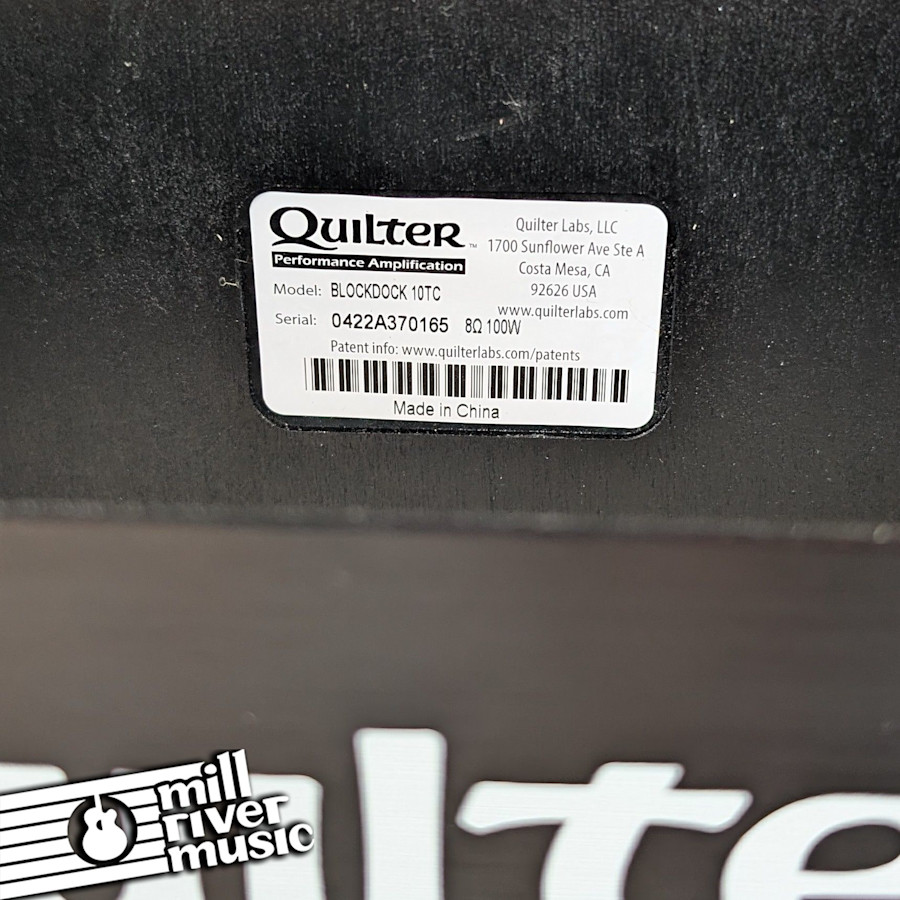 QUILTER™
Performance Amplification
Model: BLOCKDOCK 10TC
Serial: 0422A370165 8Ω 100W
Quilter Labs, LLC
1700 Sunflower Ave Ste A
Costa Mesa, CA
92626 USA
www.quilterlabs.com
Patent info: www.quilterlabs.com/patents
Made in China
mill
river
music